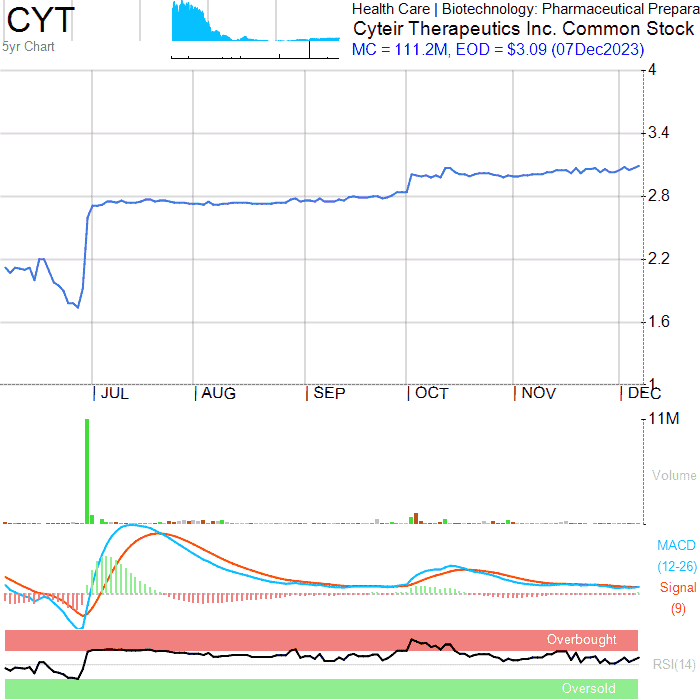 CYT
5yr Chart
Health Care | Biotechnology: Pharmaceutical Prepara
Cyteir Therapeutics Inc. Common Stock
MC = 111.2M, EOD = $3.09 (07Dec2023)
4
3.4
2.8
2.2
1.6
1
JUL AUG SEP OCT NOV DEC
11M
Volume
MACD
(12-26)
Signal
(9)
Overbought
RSI(14)
Oversold